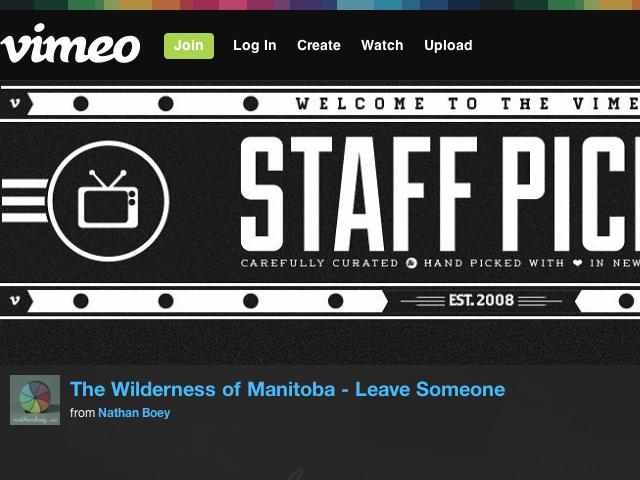 vimeo
Join Log In Create Watch Upload
v WELCOME TO THE VIME
STAFF PICK
CAREFULLY CURATED & HAND PICKED WITH ❤ IN NEW
v EST. 2008
The Wilderness of Manitoba - Leave Someone
from Nathan Boey